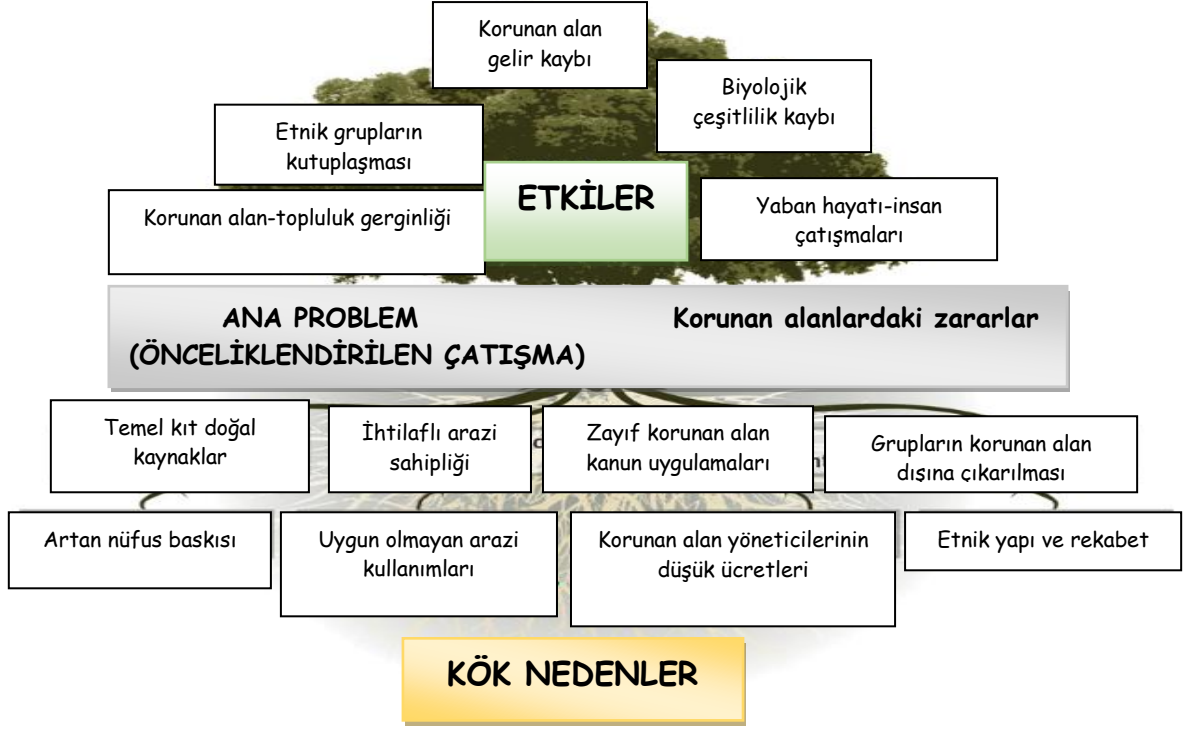 Korunan alan
gelir kaybı
Biyolojik
çeşitlilik kaybı
Etnik grupların
kutuplaşması
ETKİLER
Korunan alan-topluluk gerginliği
Yaban hayatı-insan
çatışmaları
ANA PROBLEM Korunan alanlardaki zararlar
(ÖNCELİKLENDİRİLEN ÇATIŞMA)
Temel kıt doğal
kaynaklar
İhtilaflı arazi
sahipliği
Zayıf korunan alan
kanun uygulamaları
Grupların korunan alan
dışına çıkarılması
Artan nüfus baskısı
Uygun olmayan arazi
kullanımları
Korunan alan yöneticilerinin
düşük ücretleri
Etnik yapı ve rekabet
KÖK NEDENLER